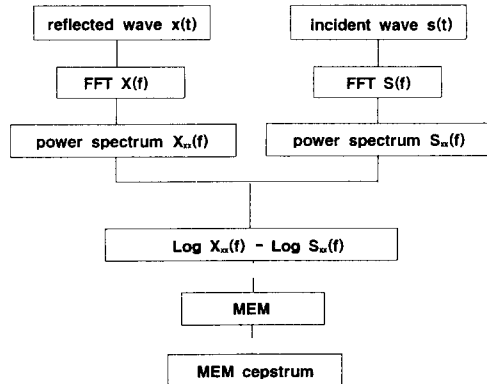 reflected wave x(t)
incident wave s(t)
FFT X(f)
FFT S(f)
power spectrum Xxx(f)
power spectrum Sxx(f)
Log Xxx(f) - Log Sxx(f)
MEM
MEM cepstrum